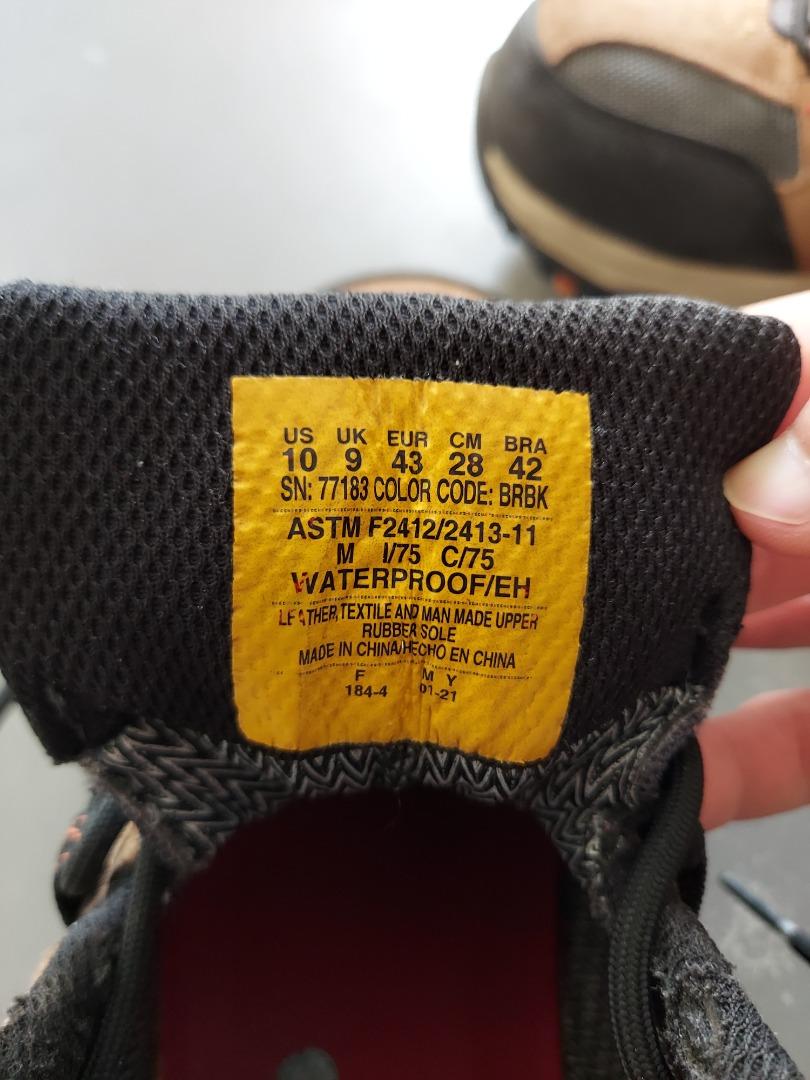 US UK EUR CM BRA
10 9 43 28 42
SN: 77183 COLOR CODE: BRBK
ASTM F2412/2413-11
M I/75 C/75
WATERPROOF/EH
LEATHER, TEXTILE AND MAN MADE UPPER
RUBBER SOLE
MADE IN CHINA/HECHO EN CHINA
F M Y
184-4 01-21